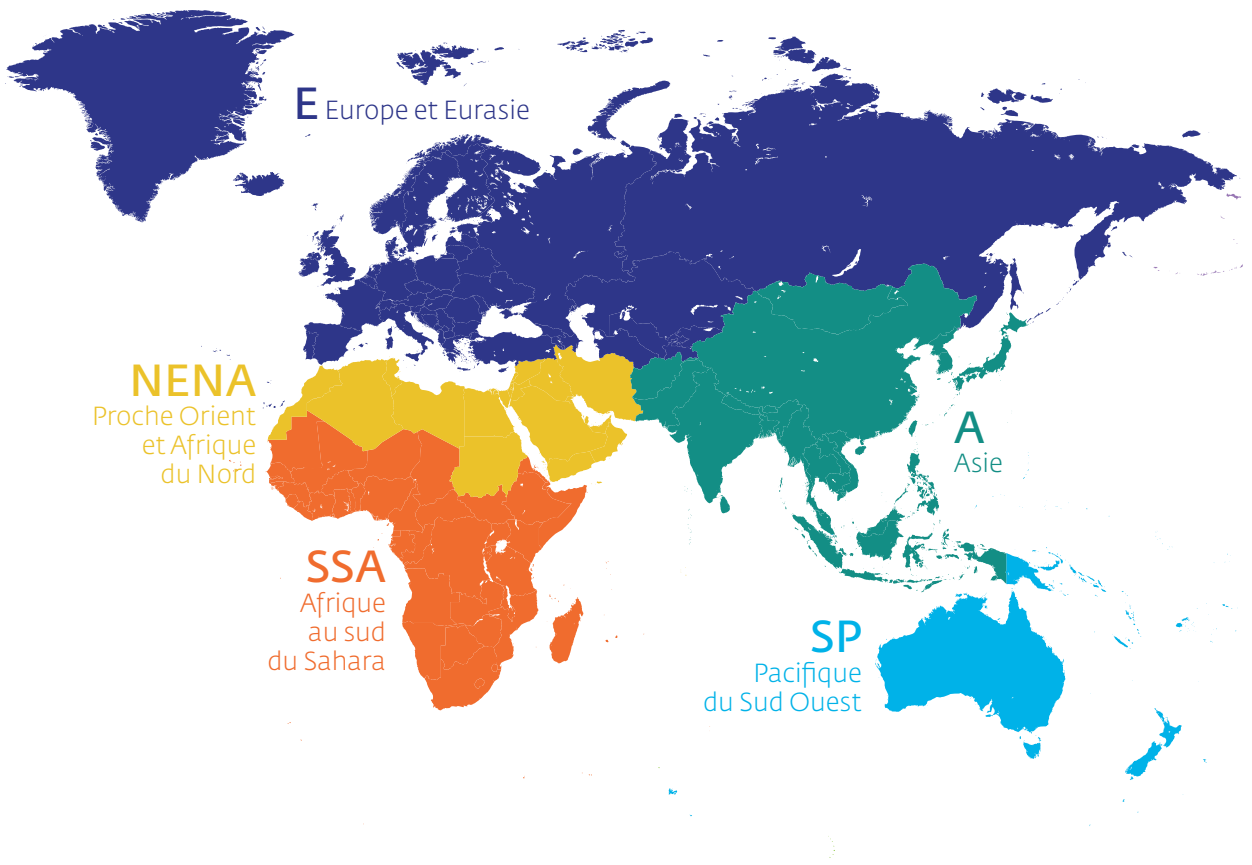 E Europe et Eurasie
NENA
Proche Orient
et Afrique
du Nord
A
Asie
SSA
Afrique
au sud
du Sahara
SP
Pacifique
du Sud Ouest